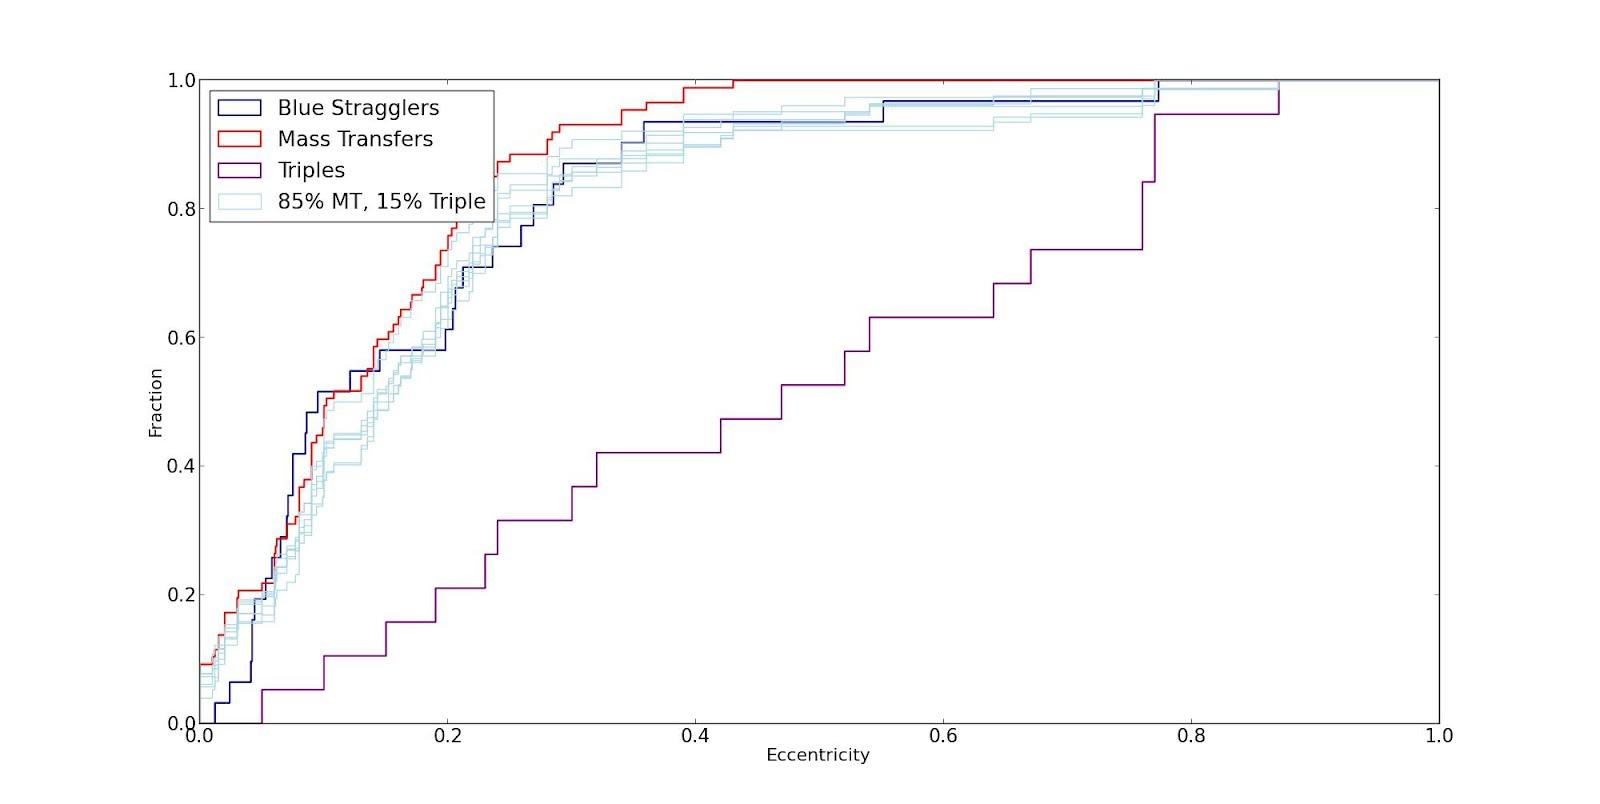 1.0
0.8
0.6
0.4
0.2
0.0
Fraction
Blue Stragglers
Mass Transfers
Triples
85% MT, 15% Triple
0.0 0.2 0.4 0.6 0.8 1.0
Eccentricity